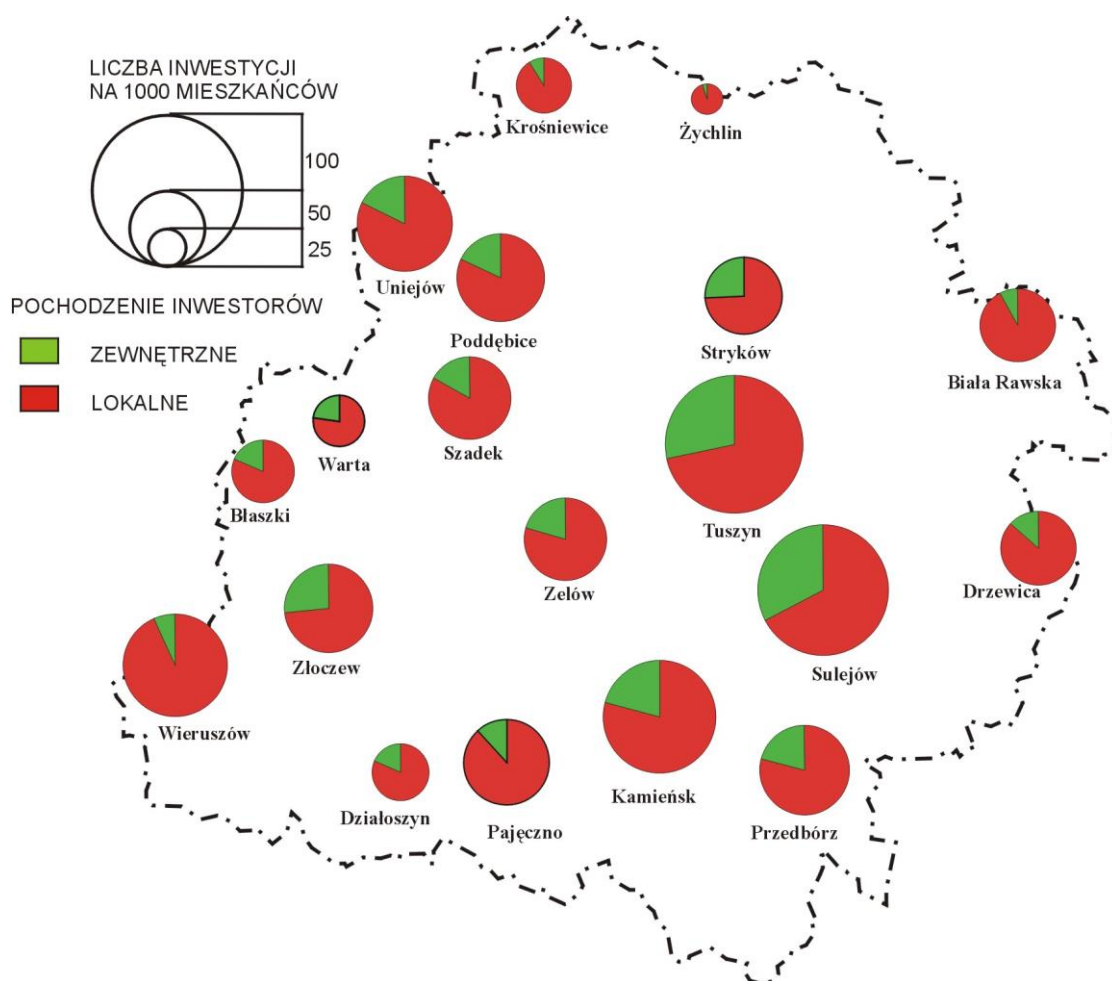 LICZBA INWESTYCJI
NA 1000 MIESZKAŃCÓW
100
50
25
POCHODZENIE INWESTORÓW
ZEWNĘTRZNE
LOKALNE
Krośniewice
Żychlin
Uniejów
Poddębice
Stryków
Biała Rawska
Szadek
Warta
Błaszki
Tuszyn
Zelów
Drzewica
Złoczew
Sulejów
Wieruszów
Kamieńsk
Działoszyn
Pajęczno
Przedbórz